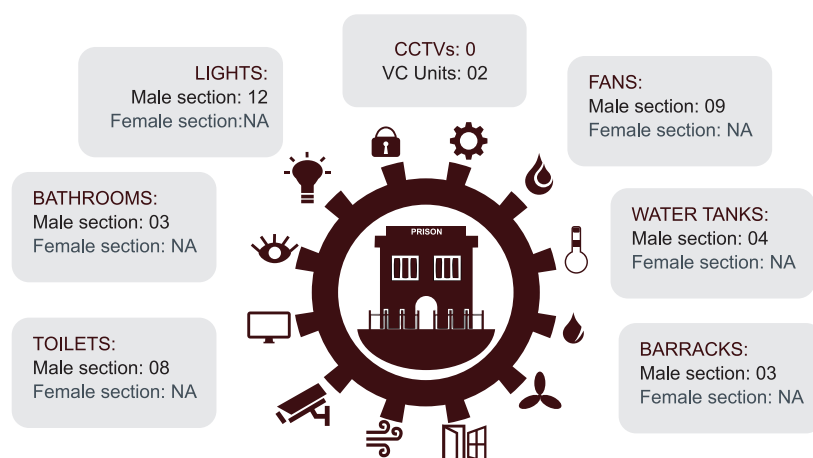 CCTVs: 0
VC Units: 02
LIGHTS:
Male section: 12
Female section:NA
FANS:
Male section: 09
Female section: NA
BATHROOMS:
Male section: 03
Female section: NA
WATER TANKS:
Male section: 04
Female section: NA
PRISON
TOILETS:
Male section: 08
Female section: NA
BARRACKS:
Male section: 03
Female section: NA